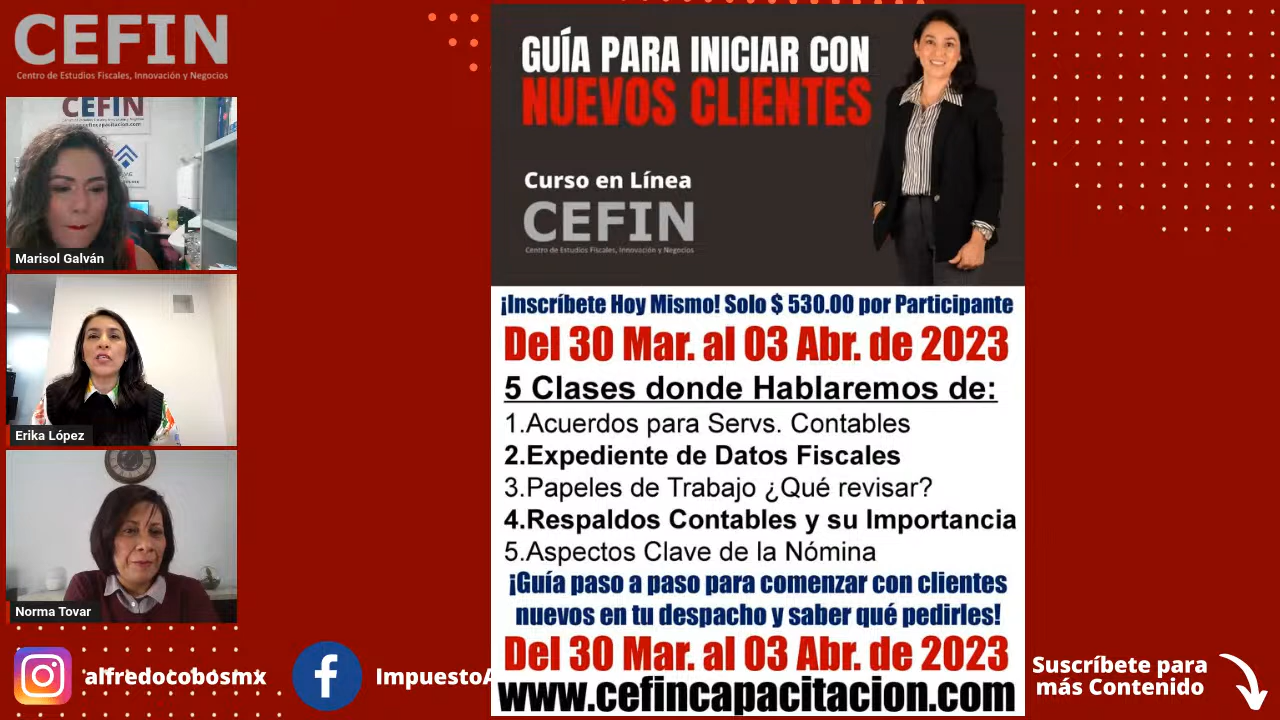 CEFIN
Centro de Estudios Fiscales, Innovación y Negocios
CEFIN
www.cefincapacitacion.com
Marisol Galván
Erika López
Norma Tovar
GUÍA PARA INICIAR CON
NUEVOS CLIENTES
Curso en Línea
CEFIN
Centro de Estudios Fiscales, Innovación y Negocios
¡Inscríbete Hoy Mismo! Solo $ 530.00 por Participante
Del 30 Mar. al 03 Abr. de 2023
5 Clases donde Hablaremos de:
1.Acuerdos para Servs. Contables
2.Expediente de Datos Fiscales
3.Papeles de Trabajo ¿Qué revisar?
4.Respaldos Contables y su Importancia
5.Aspectos Clave de la Nómina
¡Guía paso a paso para comenzar con clientes
nuevos en tu despacho y saber qué pedirles!
Del 30 Mar. al 03 Abr. de 2023
www.cefincapacitacion.com
alfredocobosmx
ImpuestoA
Suscríbete para
más Contenido